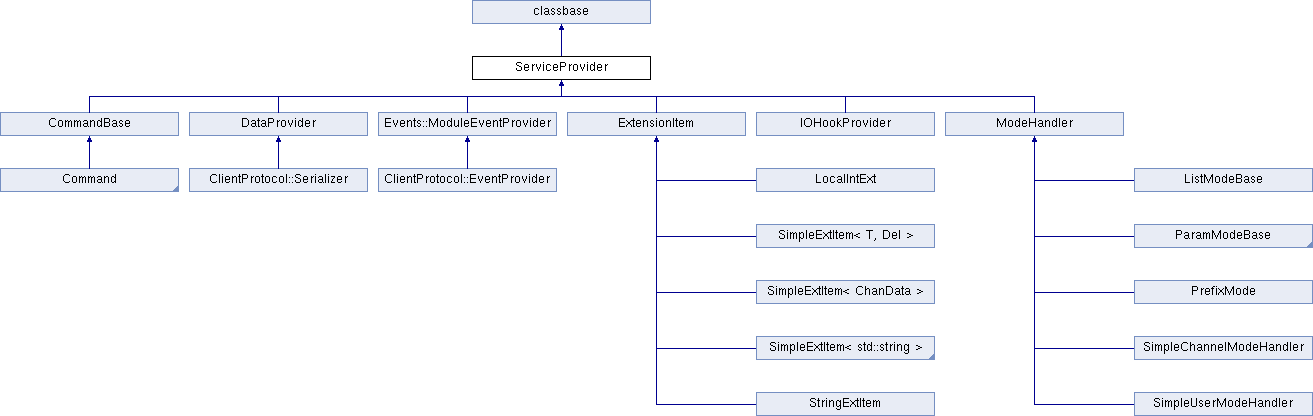 classbase
ServiceProvider
CommandBase
DataProvider
Events::ModuleEventProvider
ExtensionItem
IOHookProvider
ModeHandler
Command
ClientProtocol::Serializer
ClientProtocol::EventProvider
LocalIntExt
ListModeBase
SimpleExtItem< T, Del >
ParamModeBase
SimpleExtItem< ChanData >
PrefixMode
SimpleExtItem< std::string >
SimpleChannelModeHandler
StringExtItem
SimpleUserModeHandler